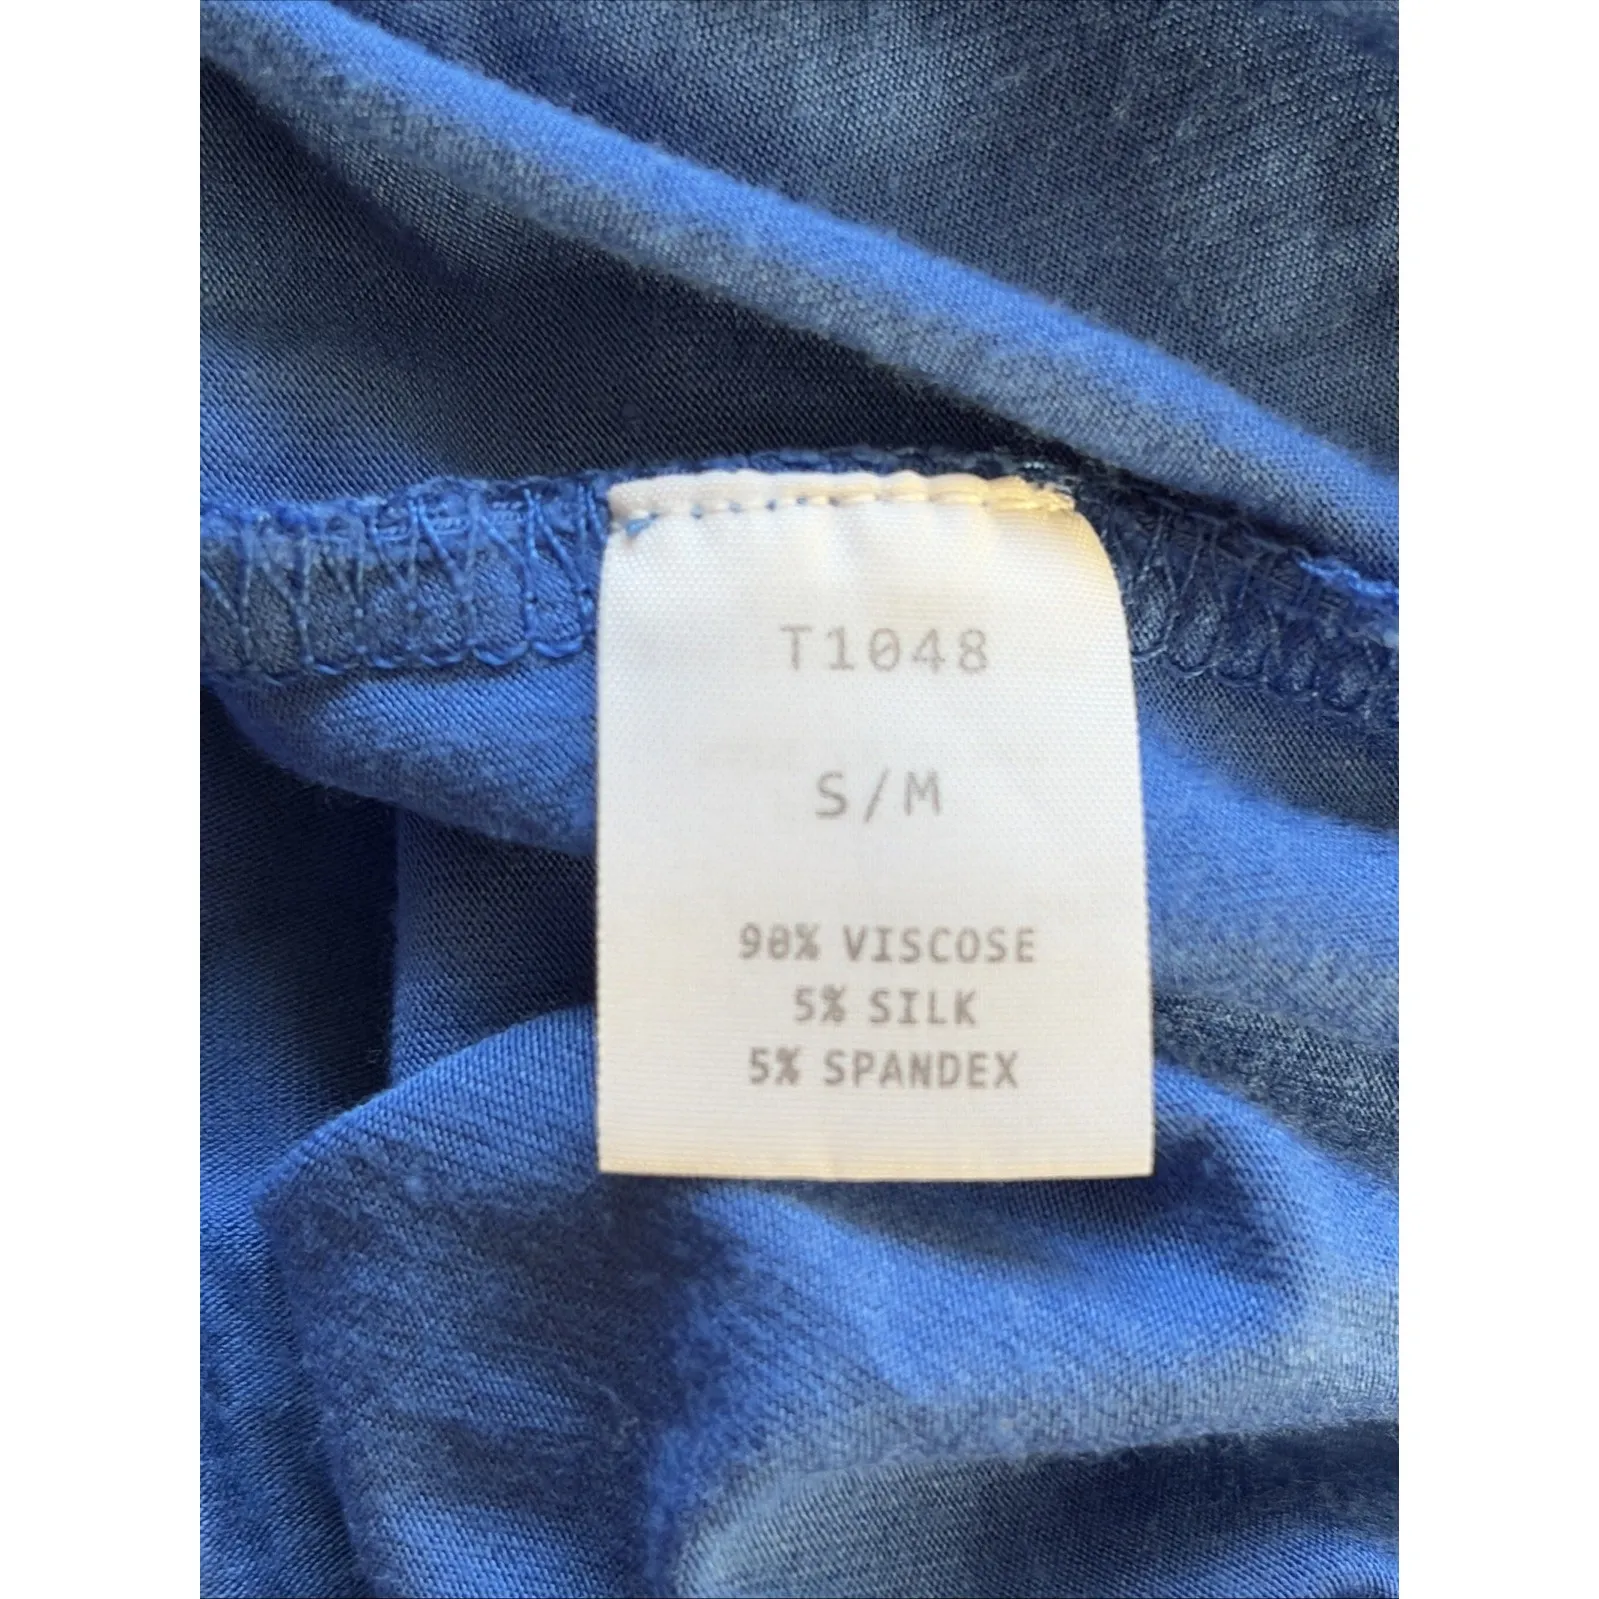 T1048
S/M
90% VISCOSE
5% SILK
5% SPANDEX